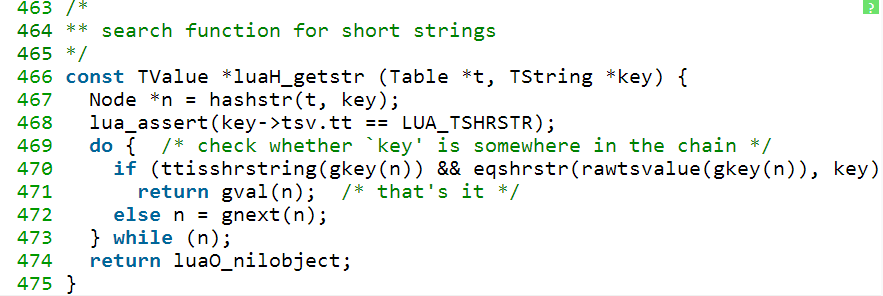 ?
463 /*
464 ** search function for short strings
465 */
466 const TValue *luaH_getstr (Table *t, TString *key) {
467   Node *n = hashstr(t, key);
468   lua_assert(key->tsv.tt == LUA_TSHRSTR);
469   do {  /* check whether `key' is somewhere in the chain */
470     if (ttisshrstring(gkey(n)) && eqshrstr(rawtsvalue(gkey(n)), key)
471       return gval(n);  /* that's it */
472     else n = gnext(n);
473   } while (n);
474   return luaO_nilobject;
475 }